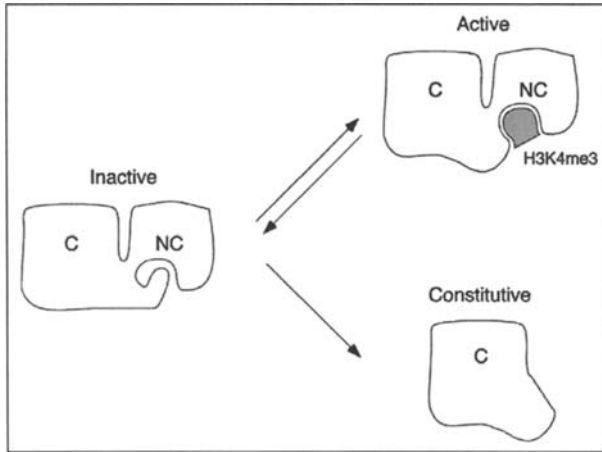 Active
C NC
H3K4me3
Inactive
C NC
Constitutive
C